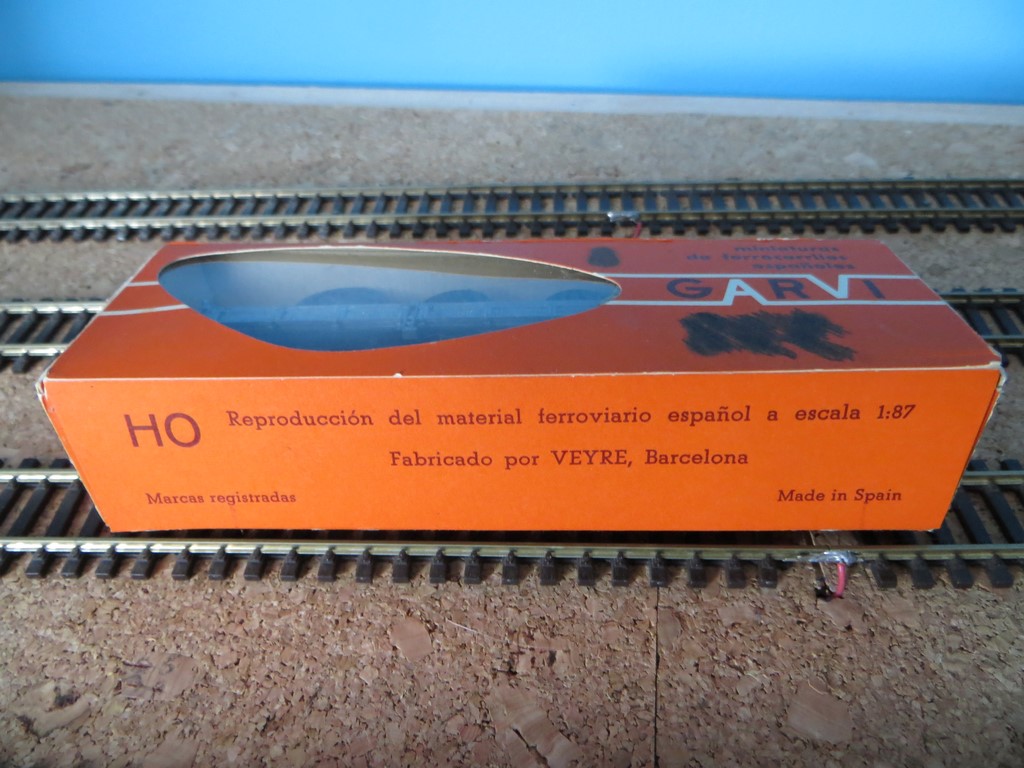 miniaturas
de ferrocarriles
españoles
GARVI
HO
Reproducción del material ferroviario español a escala 1:87
Fabricado por VEYRE, Barcelona
Marcas registradas
Made in Spain